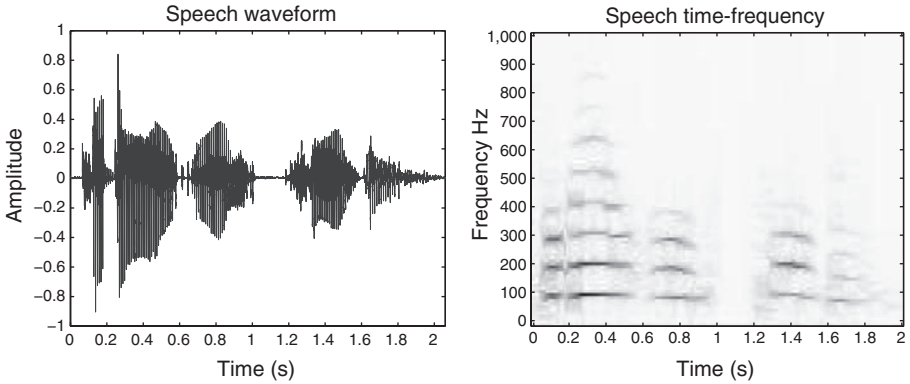 Speech waveform
1
0.8
0.6
0.4
0.2
0
−0.2
−0.4
−0.6
−0.8
−1
Amplitude
0 0.2 0.4 0.6 0.8 1 1.2 1.4 1.6 1.8 2
Time (s)
Speech time-frequency
1,000
900
800
700
600
500
400
300
200
100
0
Frequency Hz
0 0.2 0.4 0.6 0.8 1 1.2 1.4 1.6 1.8 2
Time (s)